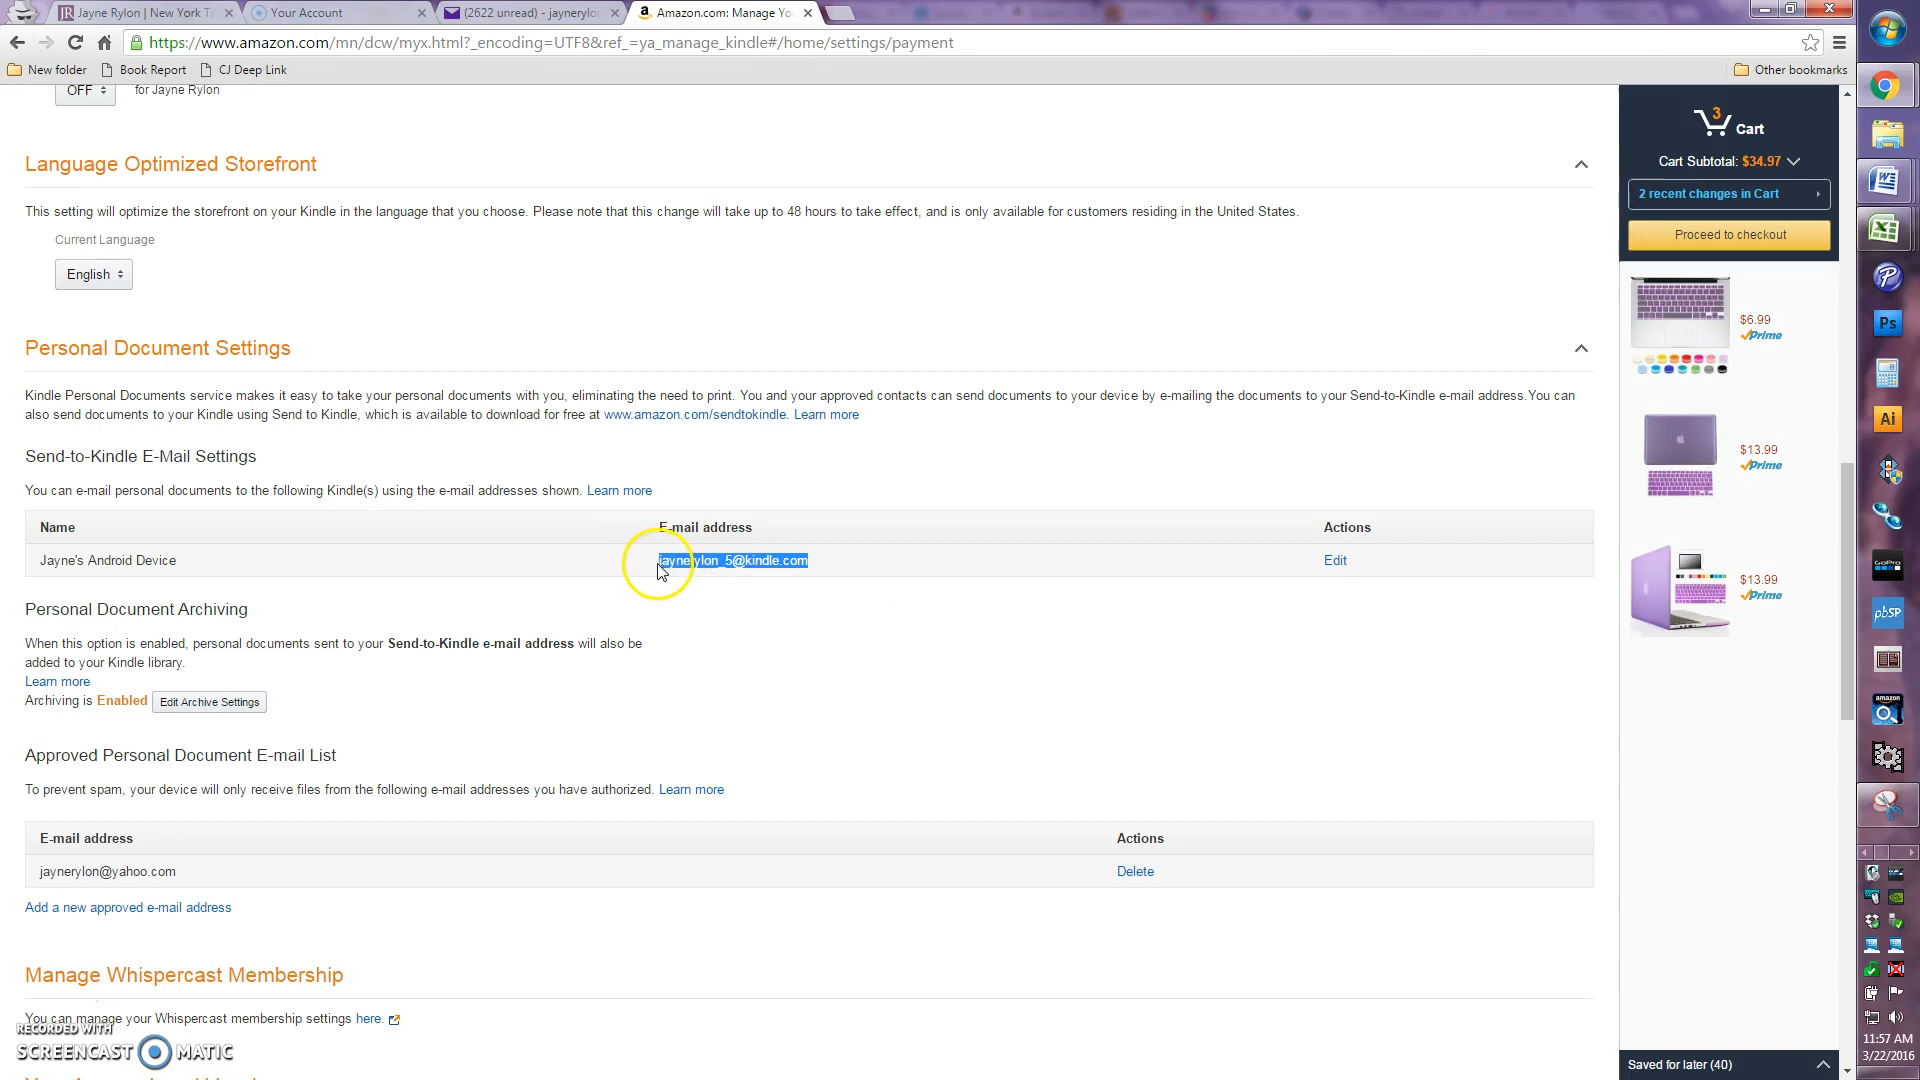 Jayne Rylon | New York Ti
Your Account
(2622 unread) - jaynerylon
Amazon.com: Manage Yo
https://www.amazon.com/mn/dcw/myx.html?_encoding=UTF8&ref_=ya_manage_kindle#/home/settings/payment
New folder
Book Report
CJ Deep Link
Other bookmarks
OFF
for Jayne Rylon
Language Optimized Storefront
This setting will optimize the storefront on your Kindle in the language that you choose. Please note that this change will take up to 48 hours to take effect, and is only available for customers residing in the United States.
Current Language
English
Personal Document Settings
Kindle Personal Documents service makes it easy to take your personal documents with you, eliminating the need to print. You and your approved contacts can send documents to your device by e-mailing the documents to your Send-to-Kindle e-mail address.You can
also send documents to your Kindle using Send to Kindle, which is available to download for free at www.amazon.com/sendtokindle. Learn more
Send-to-Kindle E-Mail Settings
You can e-mail personal documents to the following Kindle(s) using the e-mail addresses shown. Learn more
Name
E-mail address
Actions
Jayne's Android Device
jaynerylon_5@kindle.com
Edit
Personal Document Archiving
When this option is enabled, personal documents sent to your Send-to-Kindle e-mail address will also be
added to your Kindle library.
Learn more
Archiving is Enabled
Edit Archive Settings
Approved Personal Document E-mail List
To prevent spam, your device will only receive files from the following e-mail addresses you have authorized. Learn more
E-mail address
Actions
jaynerylon@yahoo.com
Delete
Add a new approved e-mail address
Manage Whispercast Membership
You can manage your Whispercast membership settings here.
RECORDED WITH
SCREENCAST MATIC
3
Cart
Cart Subtotal: $34.97
2 recent changes in Cart
Proceed to checkout
$6.99
Prime
$13.99
Prime
$13.99
Prime
Saved for later (40)
Ps
Ai
GoPro
pbSP
amazon
11:57 AM
3/22/2016